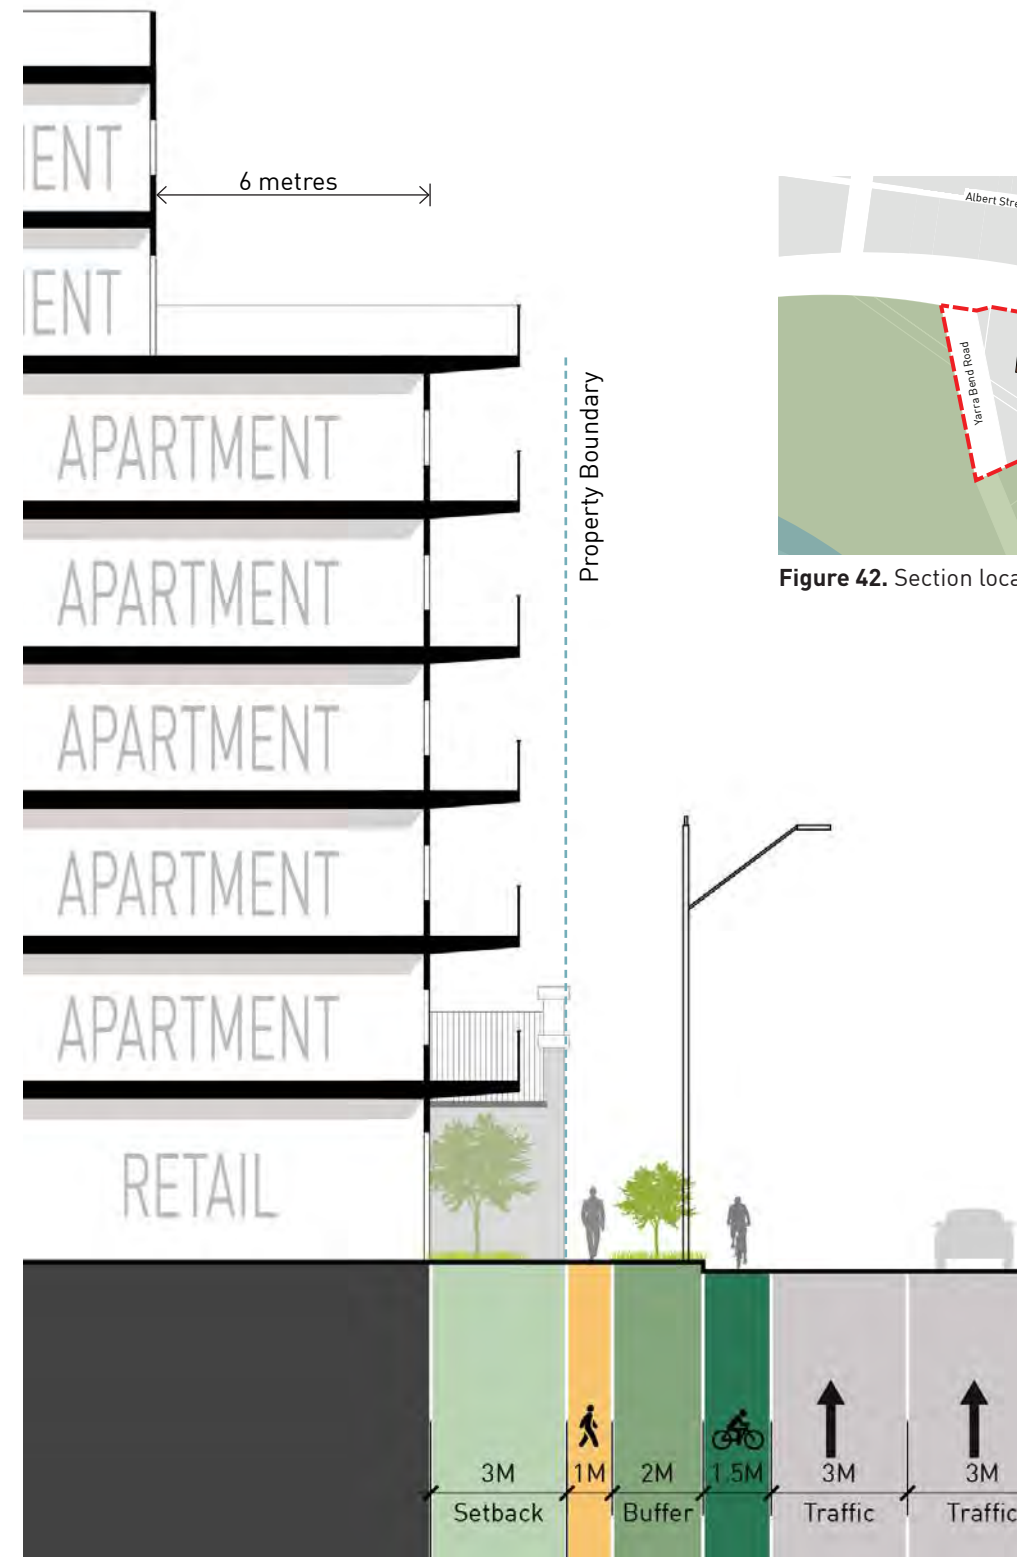 ENT
6 metres
ENT
Albert Stre
Yarra Bend Road
Figure 42. Section loca
Property Boundary
APARTMENT
APARTMENT
APARTMENT
APARTMENT
APARTMENT
RETAIL
3M
1M
2M
1.5M
3M
3M
Setback
Buffer
Traffic
Traffic